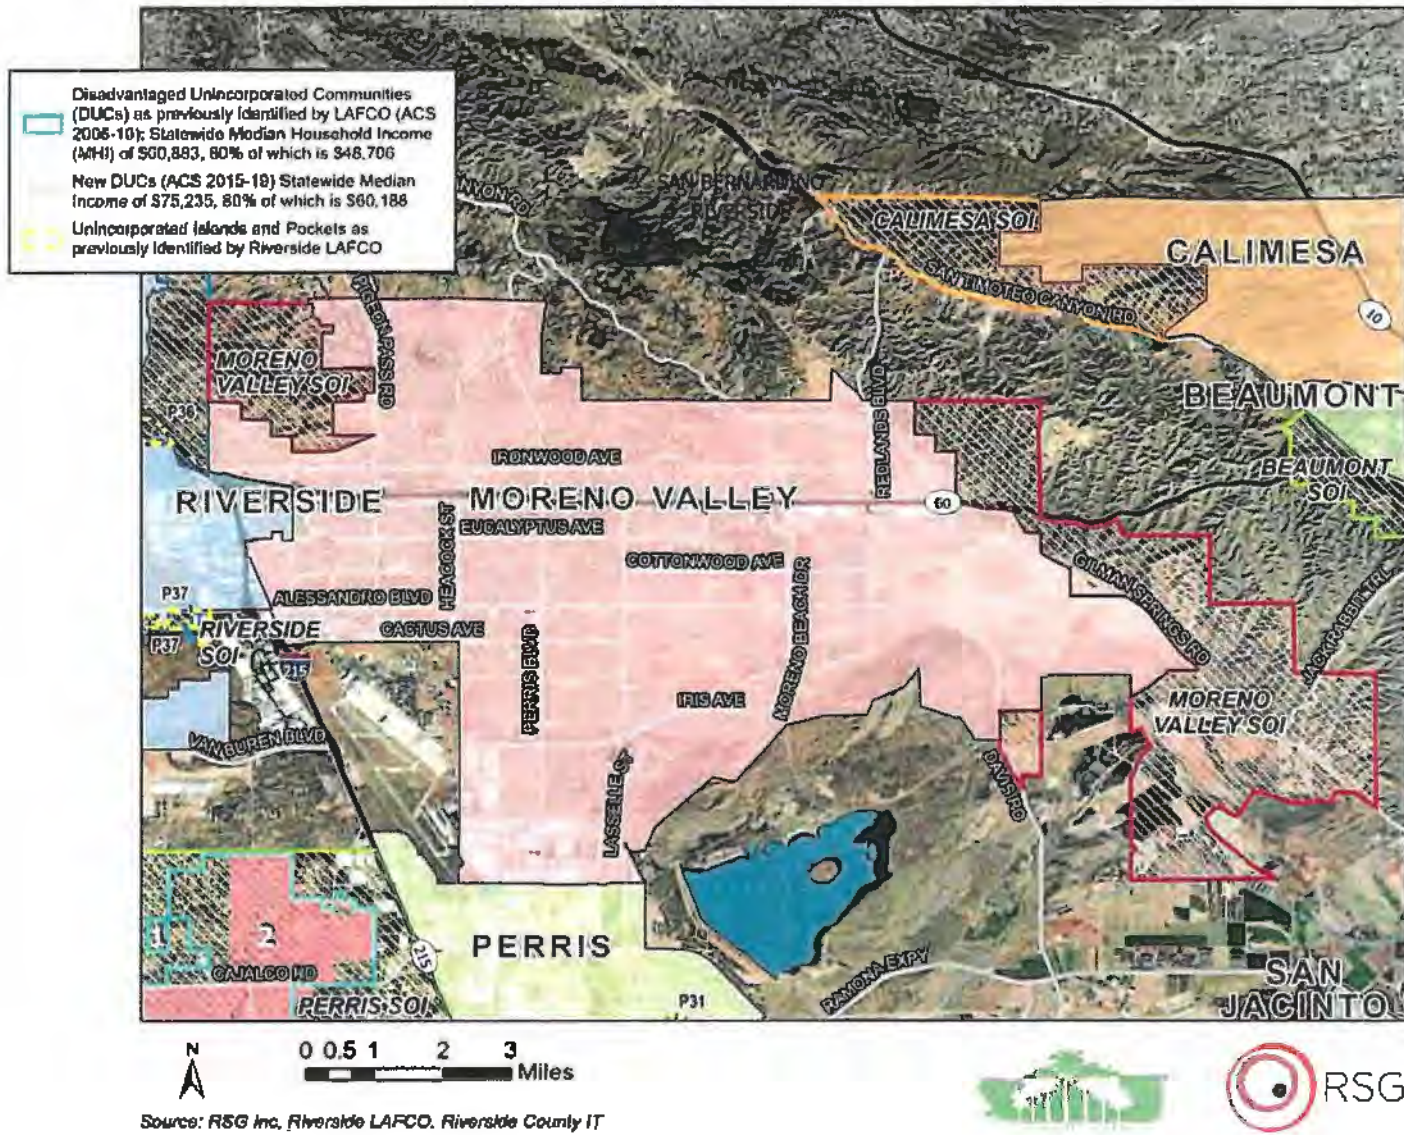 Disadvantaged Unincorporated Communities
(DUCs) as previously identified by LAFCO (ACS
2006-10); Statewide Median Household Income
(MHI) of $60,883, 80% of which is $48,706
New DUCs (ACS 2015-19) Statewide Median
Income of $75,235, 80% of which is $60,188
Unincorporated Islands and Pockets as
previously identified by Riverside LAFCO
SAN BERNARDINO
RIVERSIDE
CALIMESA SOI
CALIMESA
SAN TIMOTEO CANYON RD
10
NYON RD
PIGEON PASS RD
MORENO
VALLEY SOI
REDLANDS BLVD
BEAUMONT
P36
IRONWOOD AVE
BEAUMONT
SOI
RIVERSIDE
MORENO VALLEY
60
HEACOCK ST
EUCALYPTUS AVE
COTTONWOOD AVE
GILMAN SPRINGS RD
JACKRABBIT TRL
P37
ALESSANDRO BLVD
MORENO BEACH DR
RIVERSIDE
SOI
P37
CACTUS AVE
PERRIS BLVD
215
IRIS AVE
MORENO
VALLEY SOI
VAN BUREN BLVD
LASSELLE ST
DAVIS RD
1
2
CAJALCO RD
215
PERRIS
PERRIS SOI
P31
RAMONA EXPY
SAN
JACINTO
N
0 0.5 1 2 3
Miles
RSG
Source: RSG Inc, Riverside LAFCO, Riverside County IT